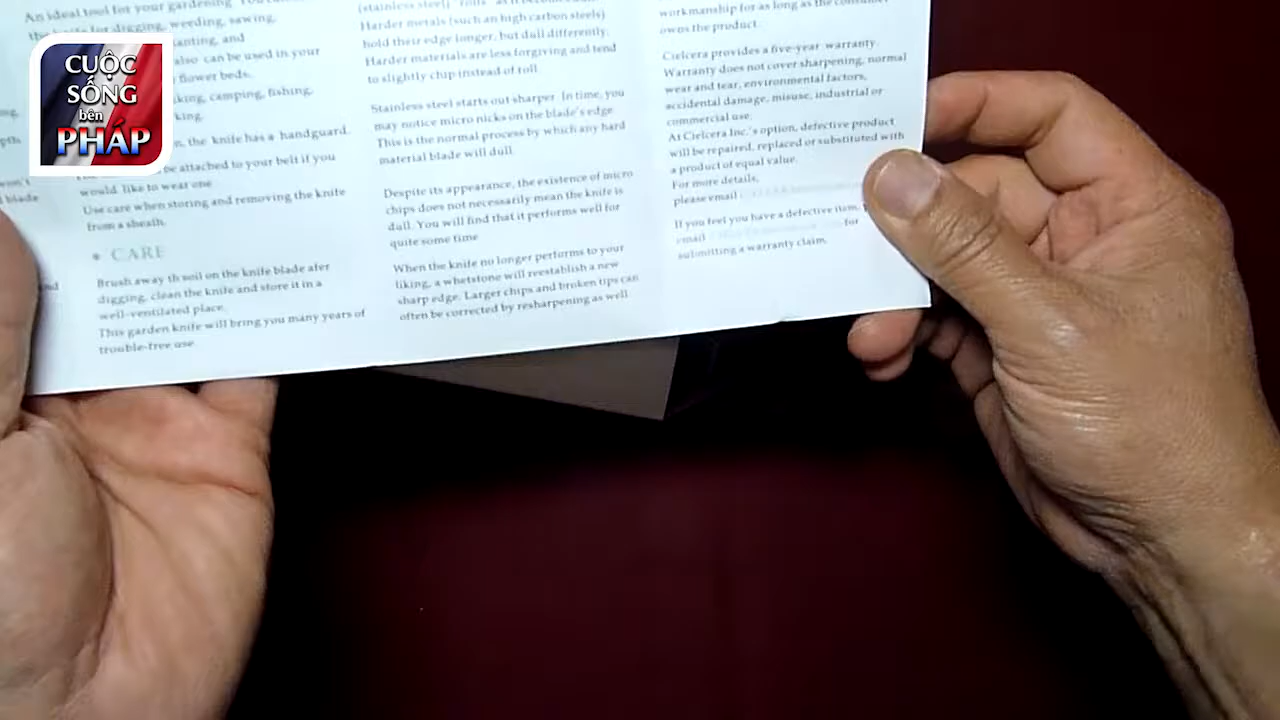 CUỘC
SỐNG
bên
PHÁP
An ideal tool for your gardening
for digging, weeding, sawing,
anting, and
also can be used in your
flower beds.
king, camping, fishing,
king.
n, the knife has a handguard.
be attached to your belt if you
would like to wear one
Use care when storing and removing the knife
from a sheath.
• CARE
Brush away th soil on the knife blade afer
digging, clean the knife and store it in a
well-ventilated place.
This garden knife will bring you many years of
trouble-free use.
(stainless steel) "rolls" as it
Harder metals (such an high carbon steels)
hold their edge longer, but dull differently.
Harder materials are less forgiving and tend
to slightly chip instead of roll.
Stainless steel starts out sharper. In time, you
may notice micro nicks on the blade's edge
This is the normal process by which any hard
material blade will dull.
Despite its appearance, the existence of micro
chips does not necessarily mean the knife is
dull. You will find that it performs well for
quite some time
When the knife no longer performs to your
liking, a whetstone will reestablish a new
sharp edge. Larger chips and broken tips can
often be corrected by resharpening as well.
workmanship for as long as the consumer
owns the product.
Cielcera provides a five-year warranty.
Warranty does not cover sharpening, normal
wear and tear, environmental factors,
accidental damage, misuse, industrial or
commercial use.
At Cielcera Inc.'s option, defective product
will be repaired, replaced or substituted with
a product of equal value.
For more details,
please email
If you feel you have a defective item,
email for
submitting a warranty claim,